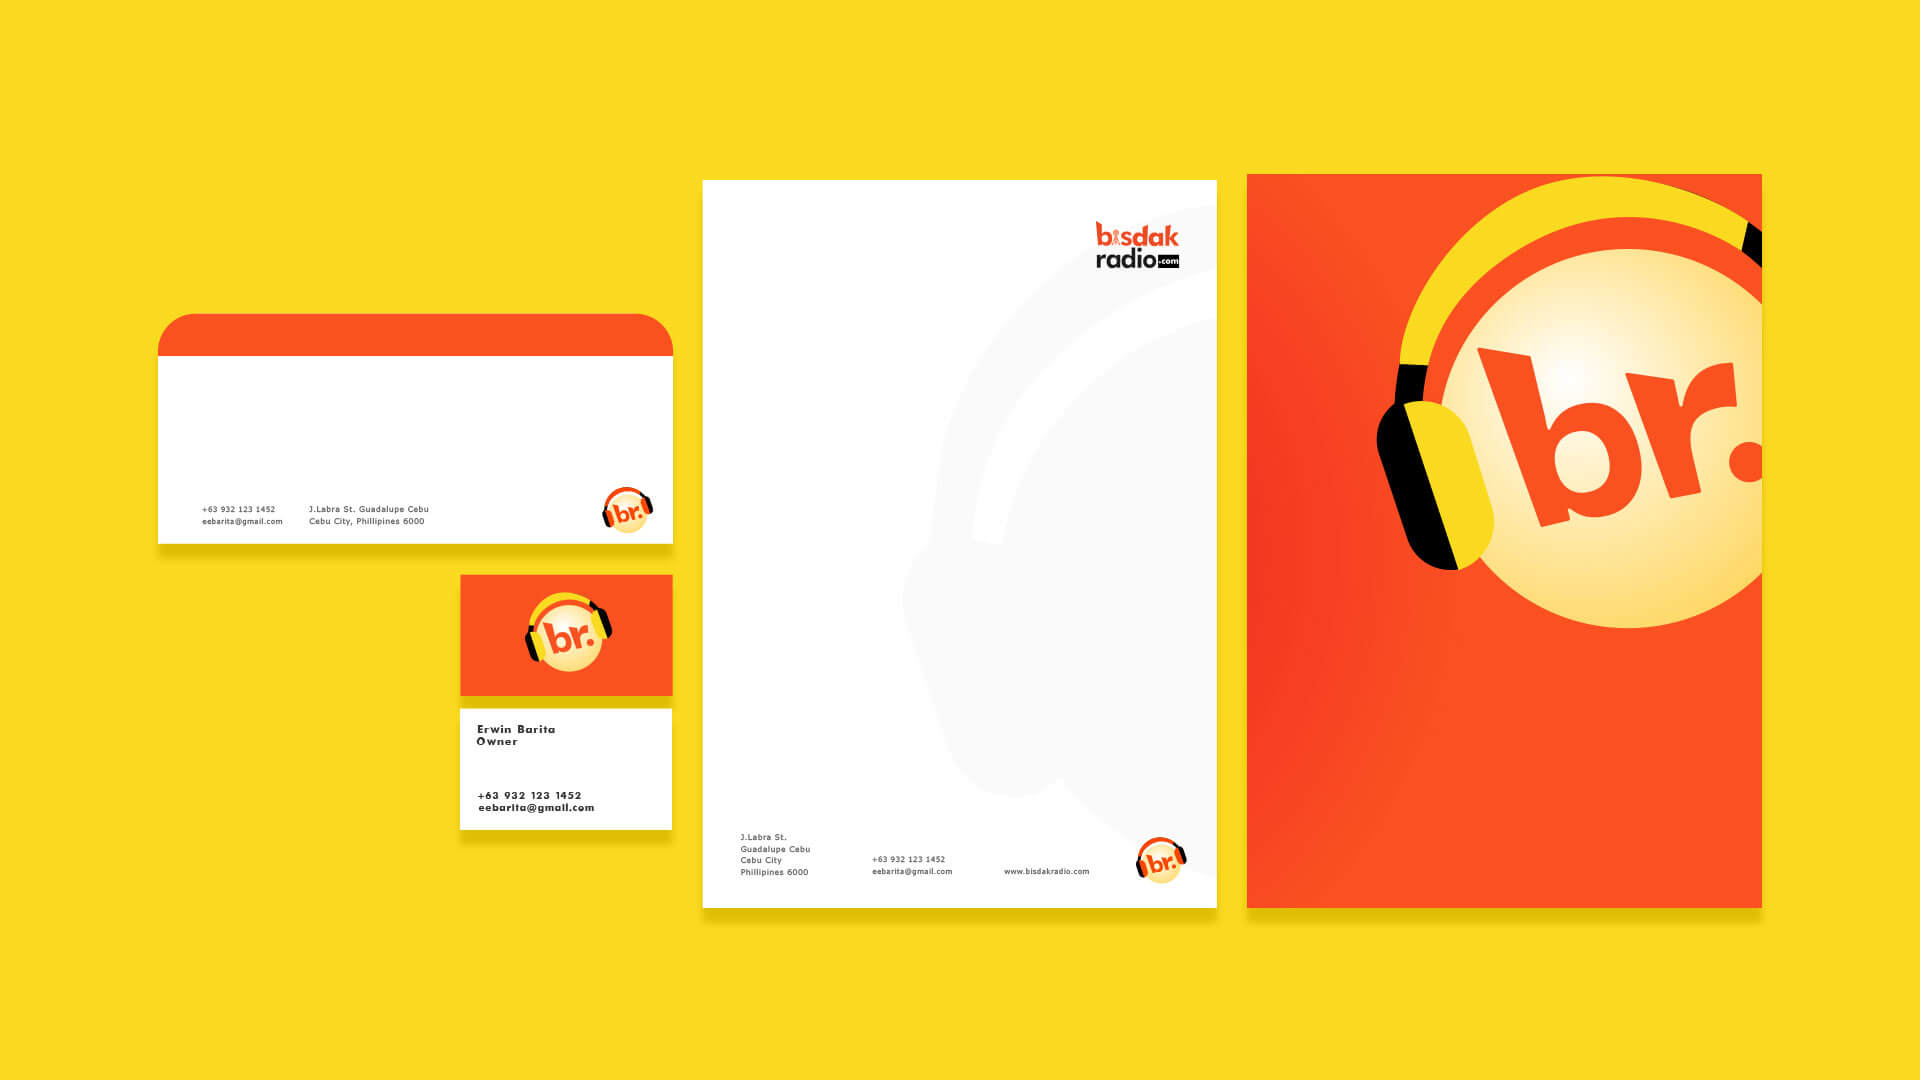 +63 932 123 1452
eebarita@gmail.com
J.Labra St. Guadalupe Cebu
Cebu City, Phillipines 6000
br.
br.
Erwin Barita
Owner
+63 932 123 1452
eebarita@gmail.com
bisdak
radio.com
J.Labra St.
Guadalupe Cebu
Cebu City
Phillipines 6000
+63 932 123 1452
eebarita@gmail.com
www.bisdakradio.com
br.
br.